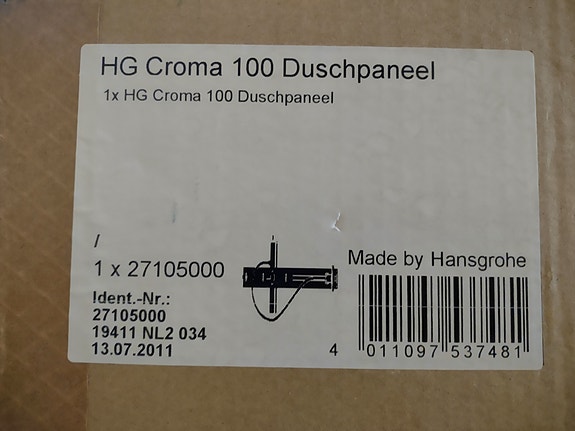 HG Croma 100 Duschpaneel
1x HG Croma 100 Duschpaneel
/
1 x 27105000
Made by Hansgrohe
Ident.-Nr.:
27105000
19411 NL2 034
13.07.2011
4
011097 537481